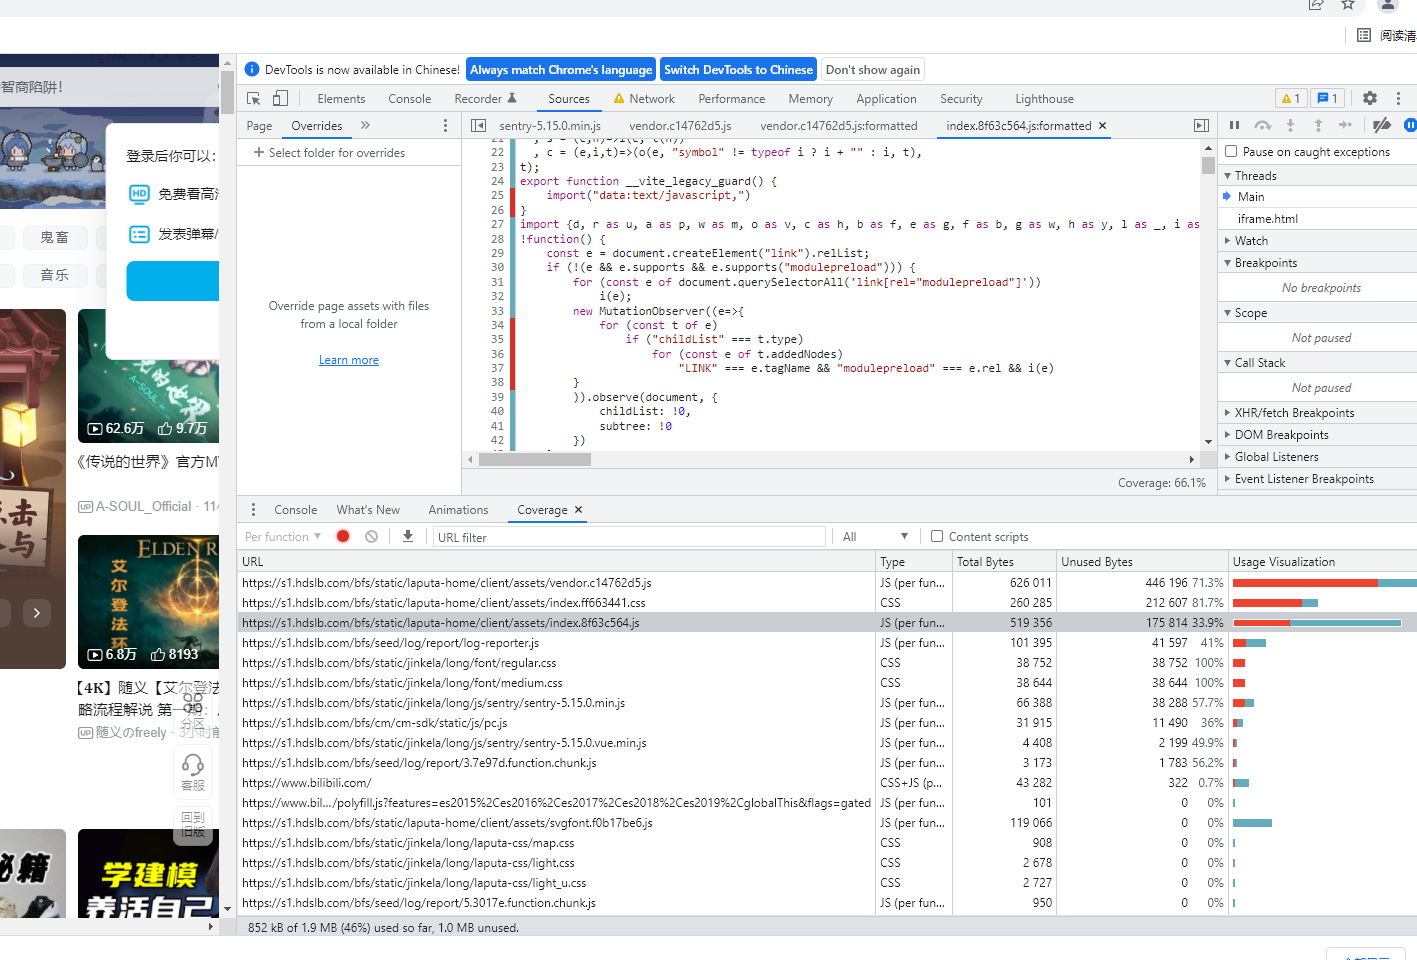 阅读清
DevTools is now available in Chinese! Always match Chrome's language Switch DevTools to Chinese Don't show again
Elements Console Recorder Sources Network Performance Memory Application Security Lighthouse 1 1
Page Overrides
Select folder for overrides
Override page assets with files
from a local folder
Learn more
sentry-5.15.0.min.js vendor.c14762d5.js vendor.c14762d5.js:formatted index.8f63c564.js:formatted
22 , c = (e,i,t)=>(o(e, "symbol" != typeof i ? i + "" : i, t),
23 t);
24 export function __vite_legacy_guard() {
25 import("data:text/javascript,")
26 }
27 import {d, r as u, a as p, w as m, o as v, c as h, b as f, e as g, f as b, g as w, h as y, l as _, i as
28 !function() {
29 const e = document.createElement("link").relList;
30 if (!(e && e.supports && e.supports("modulepreload"))) {
31 for (const e of document.querySelectorAll('link[rel="modulepreload"]'))
32 i(e);
33 new MutationObserver((e=>{
34 for (const t of e)
35 if ("childList" === t.type)
36 for (const e of t.addedNodes)
37 "LINK" === e.tagName && "modulepreload" === e.rel && i(e)
38 }
39 )).observe(document, {
40 childList: !0,
41 subtree: !0
42 })
Coverage: 66.1%
Pause on caught exceptions
Threads
Main
iframe.html
Watch
Breakpoints
No breakpoints
Scope
Not paused
Call Stack
Not paused
XHR/fetch Breakpoints
DOM Breakpoints
Global Listeners
Event Listener Breakpoints
Console What's New Animations Coverage
Per function URL filter All Content scripts
URL Type Total Bytes Unused Bytes Usage Visualization
https://s1.hdslb.com/bfs/static/laputa-home/client/assets/vendor.c14762d5.js JS (per fun... 626 011 446 196 71.3%
https://s1.hdslb.com/bfs/static/laputa-home/client/assets/index.ff663441.css CSS 260 285 212 607 81.7%
https://s1.hdslb.com/bfs/static/laputa-home/client/assets/index.8f63c564.js JS (per fun... 519 356 175 814 33.9%
https://s1.hdslb.com/bfs/seed/log/report/log-reporter.js JS (per fun... 101 395 41 597 41%
https://s1.hdslb.com/bfs/static/jinkela/long/font/regular.css CSS 38 752 38 752 100%
https://s1.hdslb.com/bfs/static/jinkela/long/font/medium.css CSS 38 644 38 644 100%
https://s1.hdslb.com/bfs/static/jinkela/long/js/sentry/sentry-5.15.0.min.js JS (per fun... 66 388 38 288 57.7%
https://s1.hdslb.com/bfs/cm/cm-sdk/static/js/pc.js JS (per fun... 31 915 11 490 36%
https://s1.hdslb.com/bfs/static/jinkela/long/js/sentry/sentry-5.15.0.vue.min.js JS (per fun... 4 408 2 199 49.9%
https://s1.hdslb.com/bfs/seed/log/report/3.7e97d.function.chunk.js JS (per fun... 3 173 1 783 56.2%
https://www.bilibili.com/ CSS+JS (p... 43 282 322 0.7%
https://www.bil.../polyfill.js?features=es2015%2Ces2016%2Ces2017%2Ces2018%2Ces2019%2CglobalThis&flags=gated JS (per fun... 101 0 0%
https://s1.hdslb.com/bfs/static/laputa-home/client/assets/svgfont.f0b17be6.js JS (per fun... 119 066 0 0%
https://s1.hdslb.com/bfs/static/jinkela/long/laputa-css/map.css CSS 908 0 0%
https://s1.hdslb.com/bfs/static/jinkela/long/laputa-css/light.css CSS 2 678 0 0%
https://s1.hdslb.com/bfs/static/jinkela/long/laputa-css/light_u.css CSS 2 727 0 0%
https://s1.hdslb.com/bfs/seed/log/report/5.3017e.function.chunk.js JS (per fun... 950 0 0%
852 kB of 1.9 MB (46%) used so far, 1.0 MB unused.
智商陷阱!
登录后你可以:
HD 免费看高
发表弹幕/
鬼畜
音乐
A-SOUL
62.6万 9.7万
《传说的世界》官方M
UP A-SOUL_Official · 11
ELDEN R
艾尔登法环
6.8万 8193
【4K】随义【艾尔登法
略流程解说 第一期:
UP 随义のfreely · 3小时前
分区
客服
回到
旧版
击
参与
秘籍
学建模
养活自己